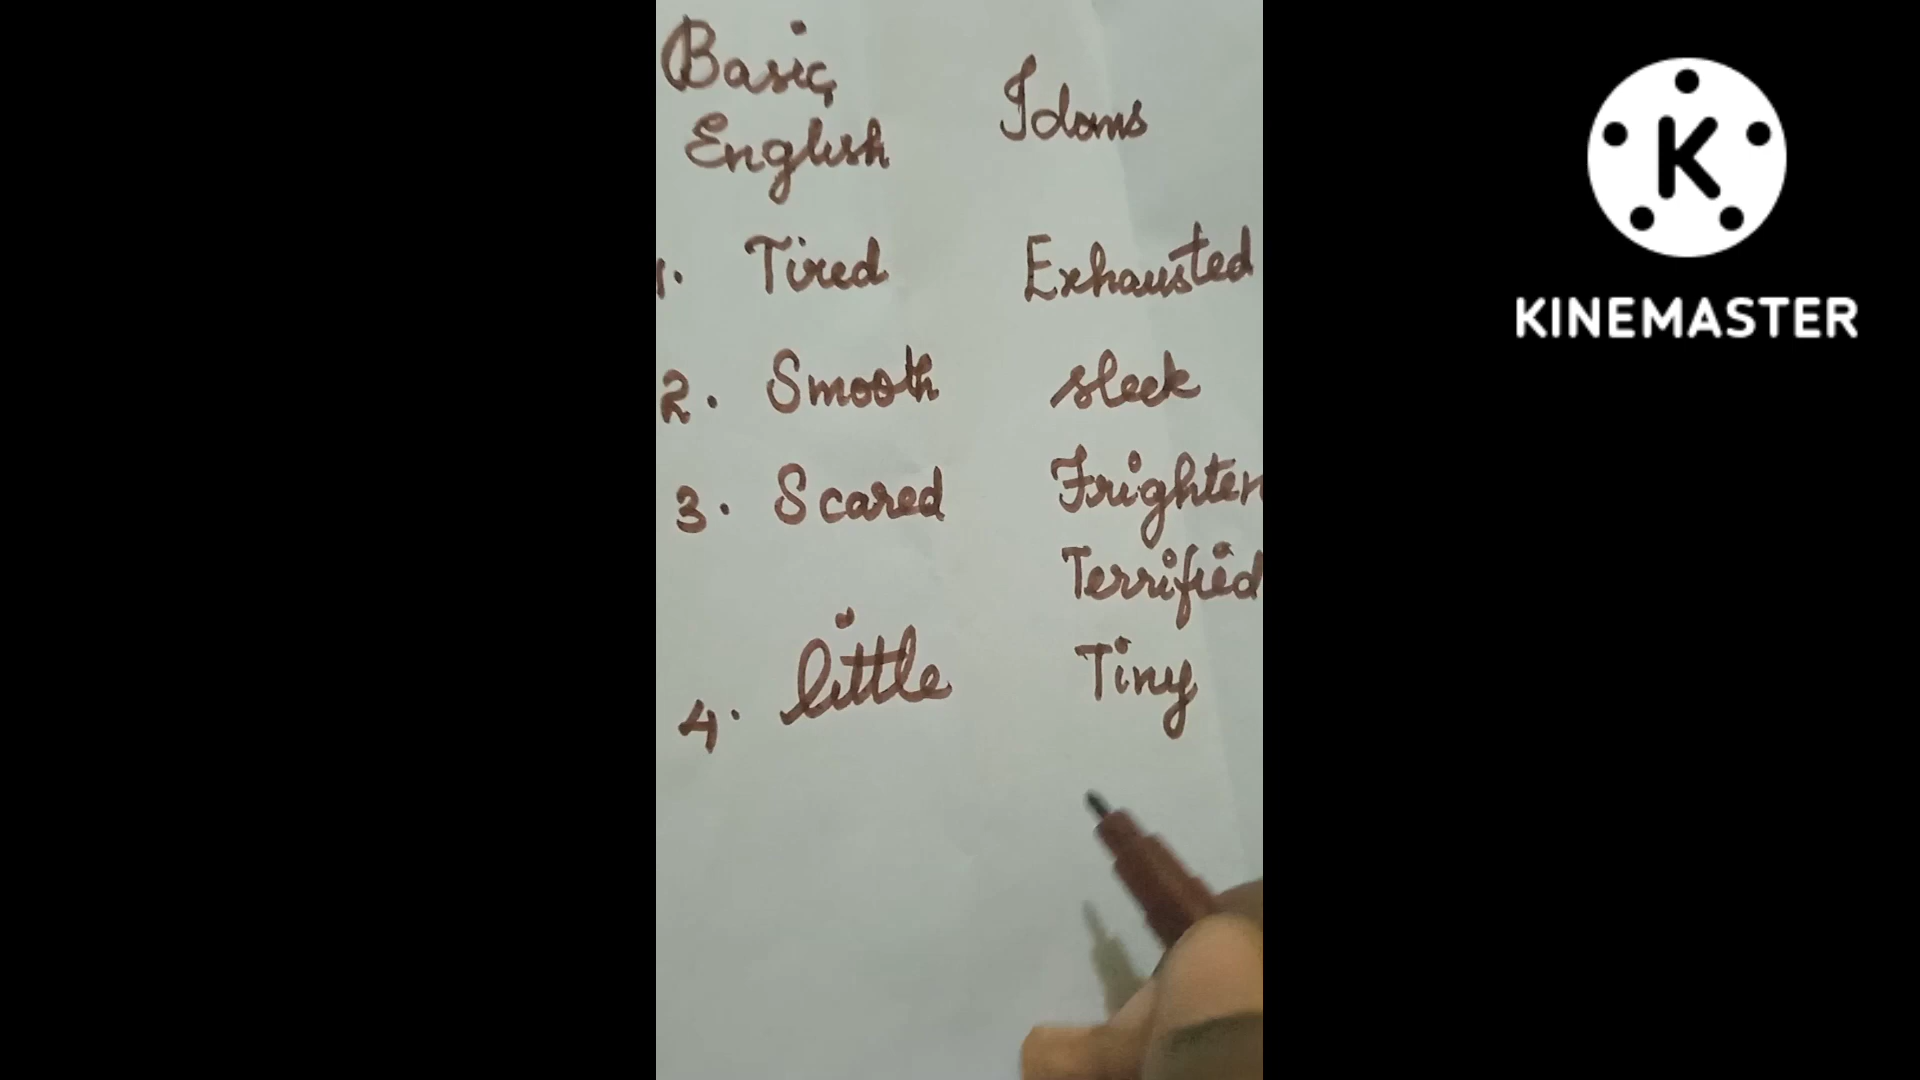 Basic
English Idoms
1. Tired Exhausted
2. Smooth sleek
3. Scared Frighten
Terrified
4. little Tiny
K
KINEMASTER